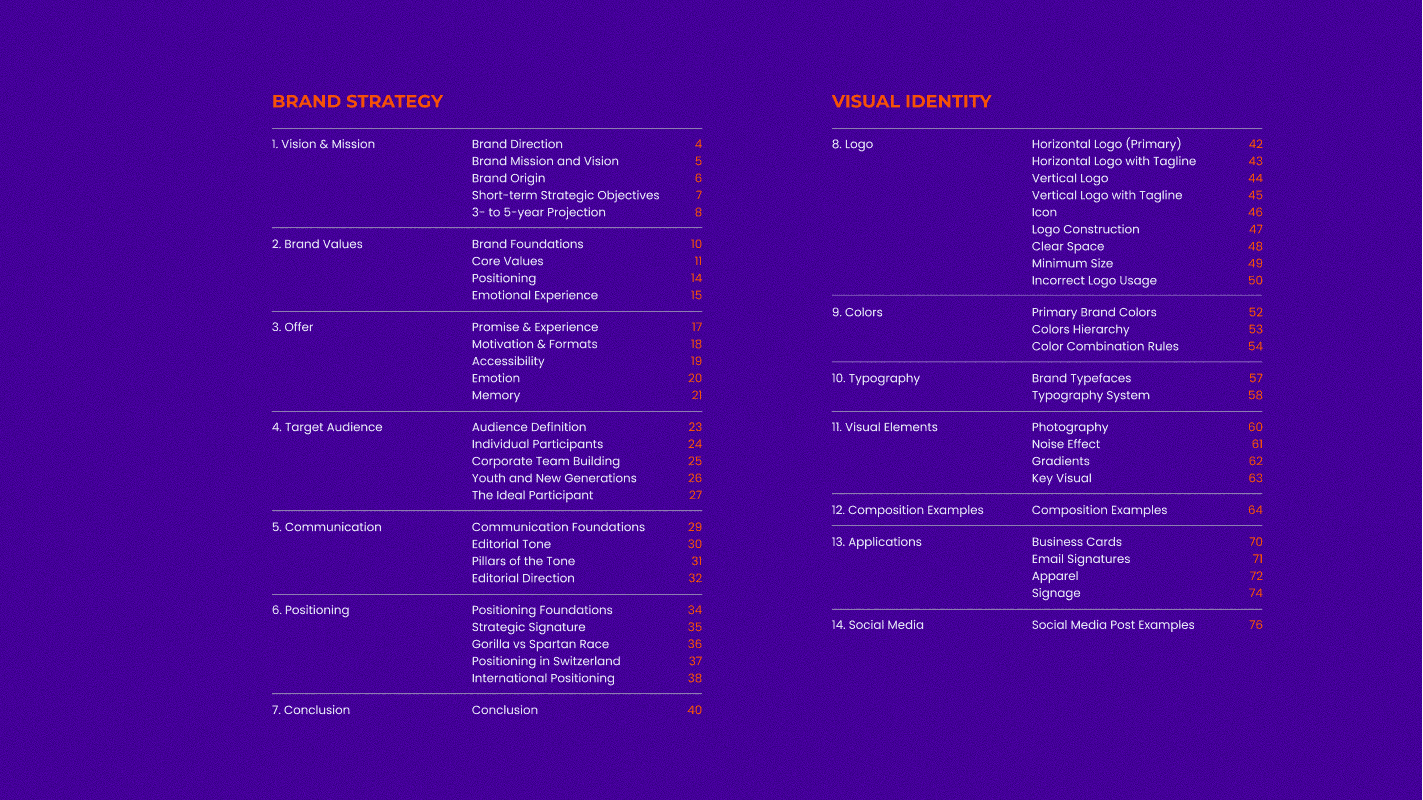 BRAND STRATEGY
1. Vision & Mission Brand Direction 4
Brand Mission and Vision 5
Brand Origin 6
Short-term Strategic Objectives 7
3- to 5-year Projection 8
2. Brand Values Brand Foundations 10
Core Values 11
Positioning 14
Emotional Experience 15
3. Offer Promise & Experience 17
Motivation & Formats 18
Accessibility 19
Emotion 20
Memory 21
4. Target Audience Audience Definition 23
Individual Participants 24
Corporate Team Building 25
Youth and New Generations 26
The Ideal Participant 27
5. Communication Communication Foundations 29
Editorial Tone 30
Pillars of the Tone 31
Editorial Direction 32
6. Positioning Positioning Foundations 34
Strategic Signature 35
Gorilla vs Spartan Race 36
Positioning in Switzerland 37
International Positioning 38
7. Conclusion Conclusion 40
VISUAL IDENTITY
8. Logo Horizontal Logo (Primary) 42
Horizontal Logo with Tagline 43
Vertical Logo 44
Vertical Logo with Tagline 45
Icon 46
Logo Construction 47
Clear Space 48
Minimum Size 49
Incorrect Logo Usage 50
9. Colors Primary Brand Colors 52
Colors Hierarchy 53
Color Combination Rules 54
10. Typography Brand Typefaces 57
Typography System 58
11. Visual Elements Photography 60
Noise Effect 61
Gradients 62
Key Visual 63
12. Composition Examples Composition Examples 64
13. Applications Business Cards 70
Email Signatures 71
Apparel 72
Signage 74
14. Social Media Social Media Post Examples 76